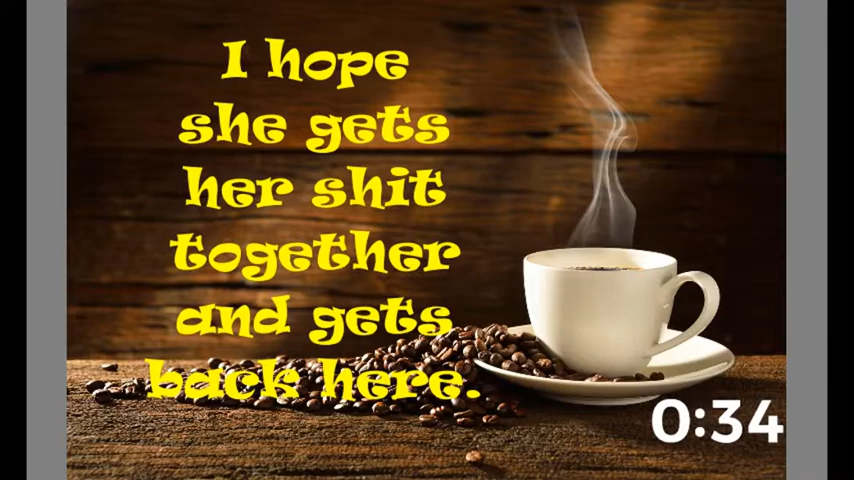 I hope
she gets
her shit
together
and gets
back here.
0:34